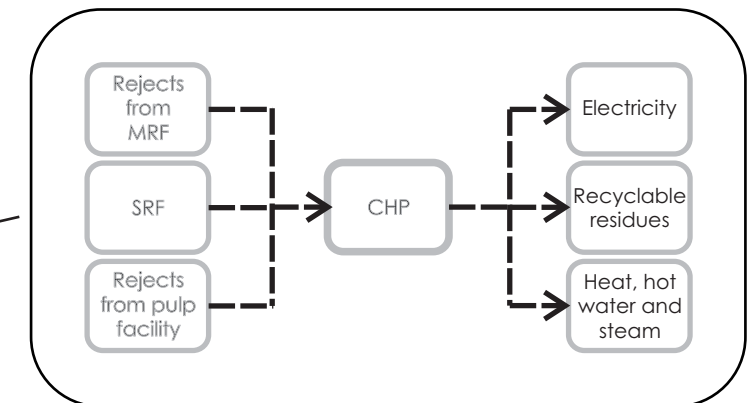 Rejects
from
MRF
SRF
Rejects
from pulp
facility
CHP
Electricity
Recyclable
residues
Heat, hot
water and
steam